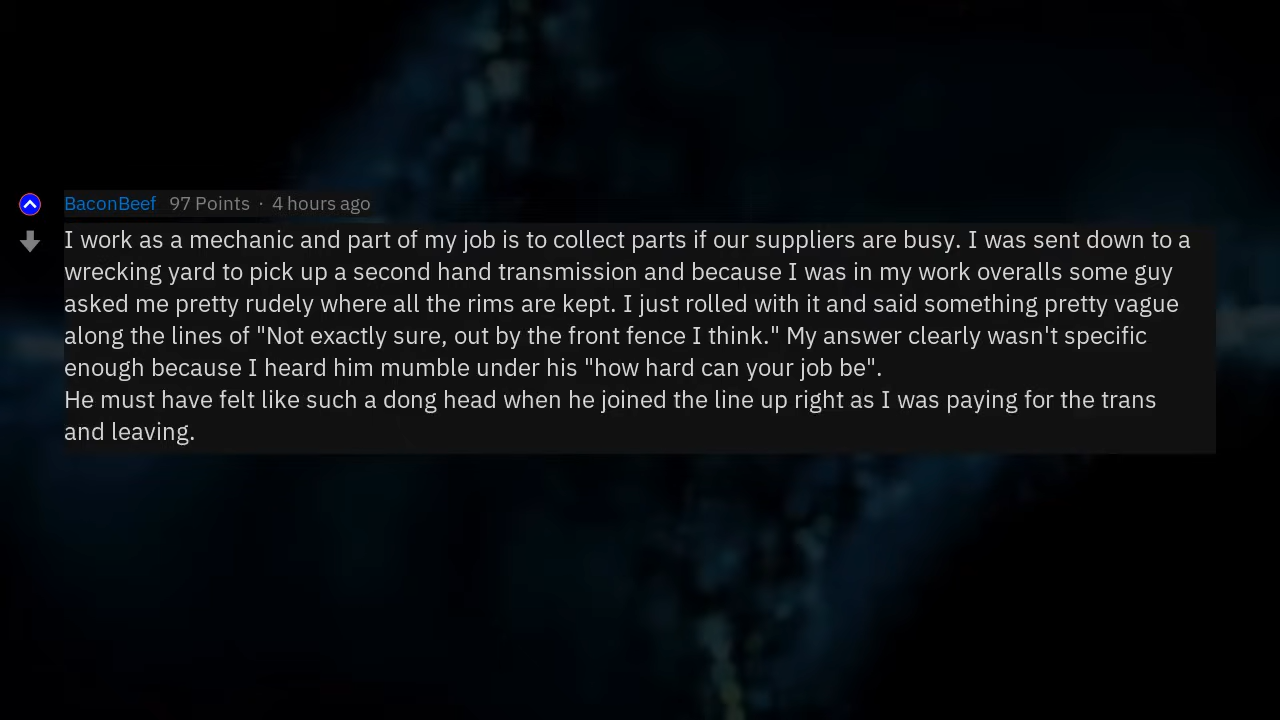 BaconBeef 97 Points · 4 hours ago
I work as a mechanic and part of my job is to collect parts if our suppliers are busy. I was sent down to a
wrecking yard to pick up a second hand transmission and because I was in my work overalls some guy
asked me pretty rudely where all the rims are kept. I just rolled with it and said something pretty vague
along the lines of "Not exactly sure, out by the front fence I think." My answer clearly wasn't specific
enough because I heard him mumble under his "how hard can your job be".
He must have felt like such a dong head when he joined the line up right as I was paying for the trans
and leaving.